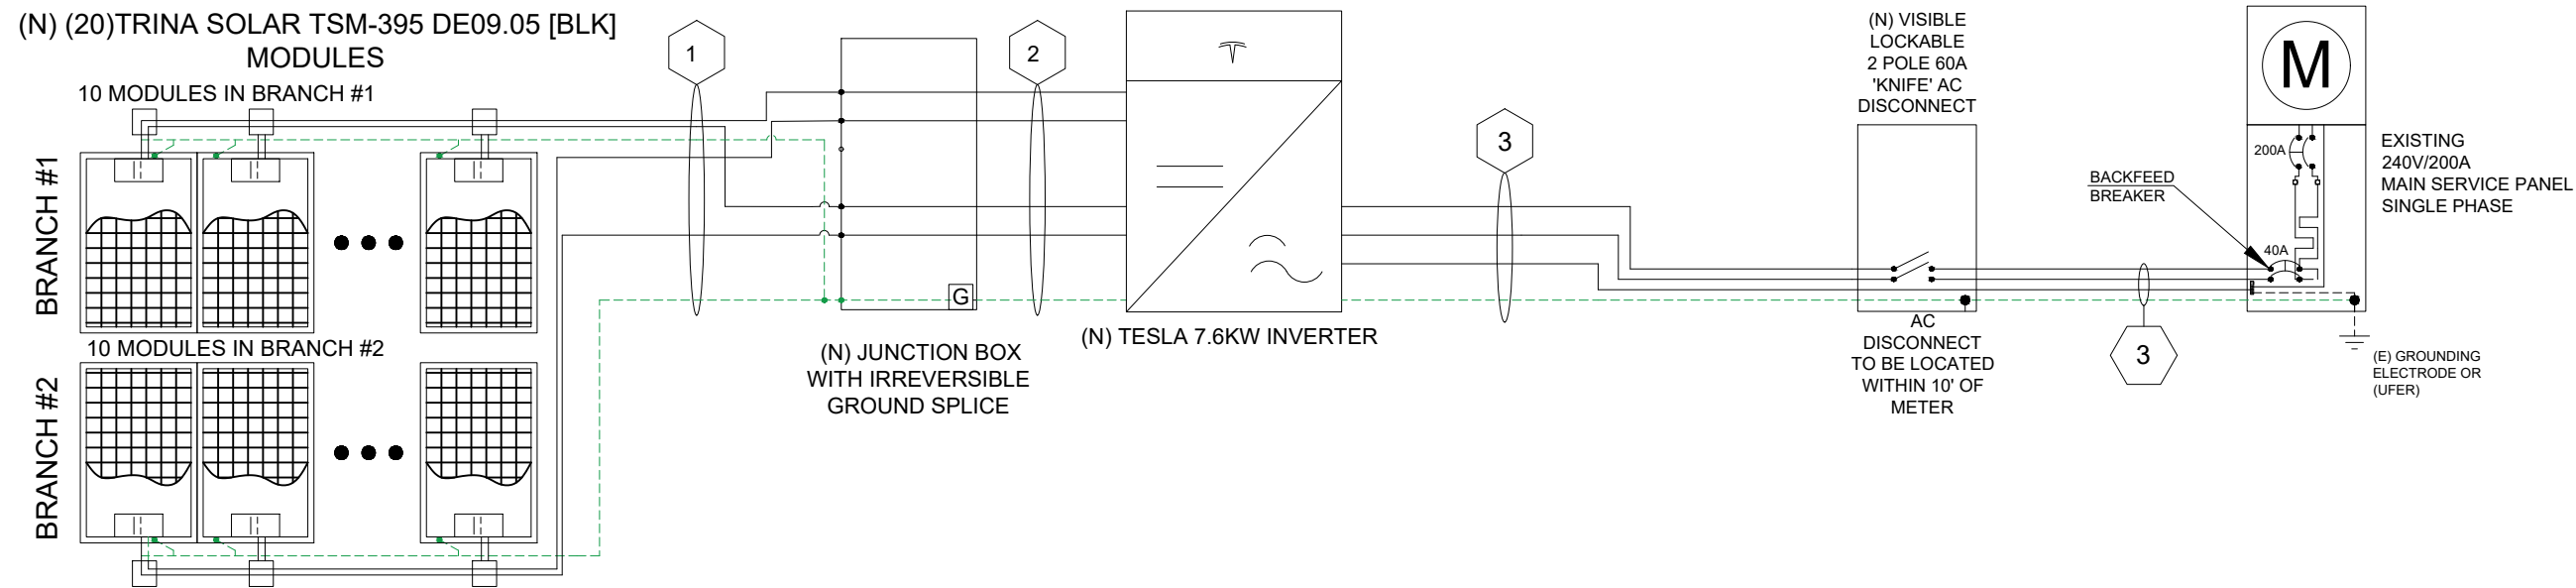 (N) (20)TRINA SOLAR TSM-395 DE09.05 [BLK]
MODULES
10 MODULES IN BRANCH #1
BRANCH #1
10 MODULES IN BRANCH #2
BRANCH #2
1
(N) JUNCTION BOX
WITH IRREVERSIBLE
GROUND SPLICE
G
2
(N) TESLA 7.6KW INVERTER
3
(N) VISIBLE
LOCKABLE
2 POLE 60A
'KNIFE' AC
DISCONNECT
AC
DISCONNECT
TO BE LOCATED
WITHIN 10' OF
METER
3
BACKFEED
BREAKER
M
200A
40A
EXISTING
240V/200A
MAIN SERVICE PANEL
SINGLE PHASE
(E) GROUNDING
ELECTRODE OR
(UFER)